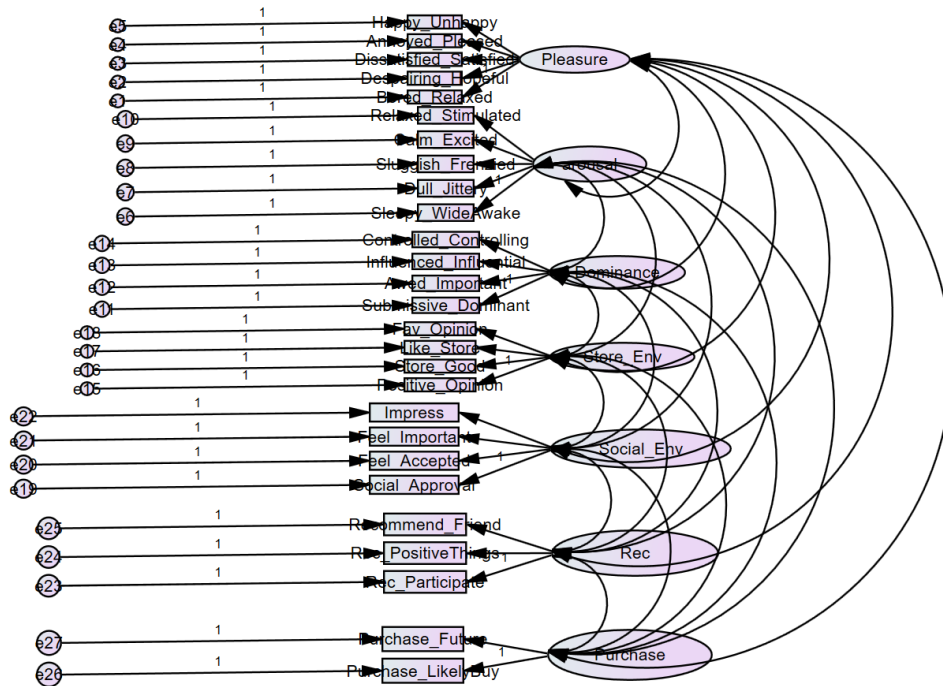 e5 1 Happy_Unhappy
e4 1 Annoyed_Pleased
e3 1 Dissatisfied_Satisfied Pleasure
e2 1 Despairing_Hopeful 1
e1 1 Bored_Relaxed
e10 1 Relaxed_Stimulated
e9 1 Calm_Excited
e8 1 Sluggish_Frenzied Arousal
e7 1 Dull_Jittery 1
e6 1 Sleepy_WideAwake
e14 1 Controlled_Controlling
e13 1 Influenced_Influential
e12 1 Awed_Important 1 Dominance
e11 1 Submissive_Dominant
e18 1 Fav_Opinion
e17 1 Like_Store
e16 1 Store_Good 1 Store_Env
e15 1 Positive_Opinion
e22 1 Impress
e21 1 Feel_Important
e20 1 Feel_Accepted 1 Social_Env
e19 1 Social_Approval
e25 1 Recommend_Friend
e24 1 Rec_PositiveThings 1 Rec
e23 1 Rec_Participate
e27 1 Purchase_Future
1 Purchase
e26 1 Purchase_LikelyBuy